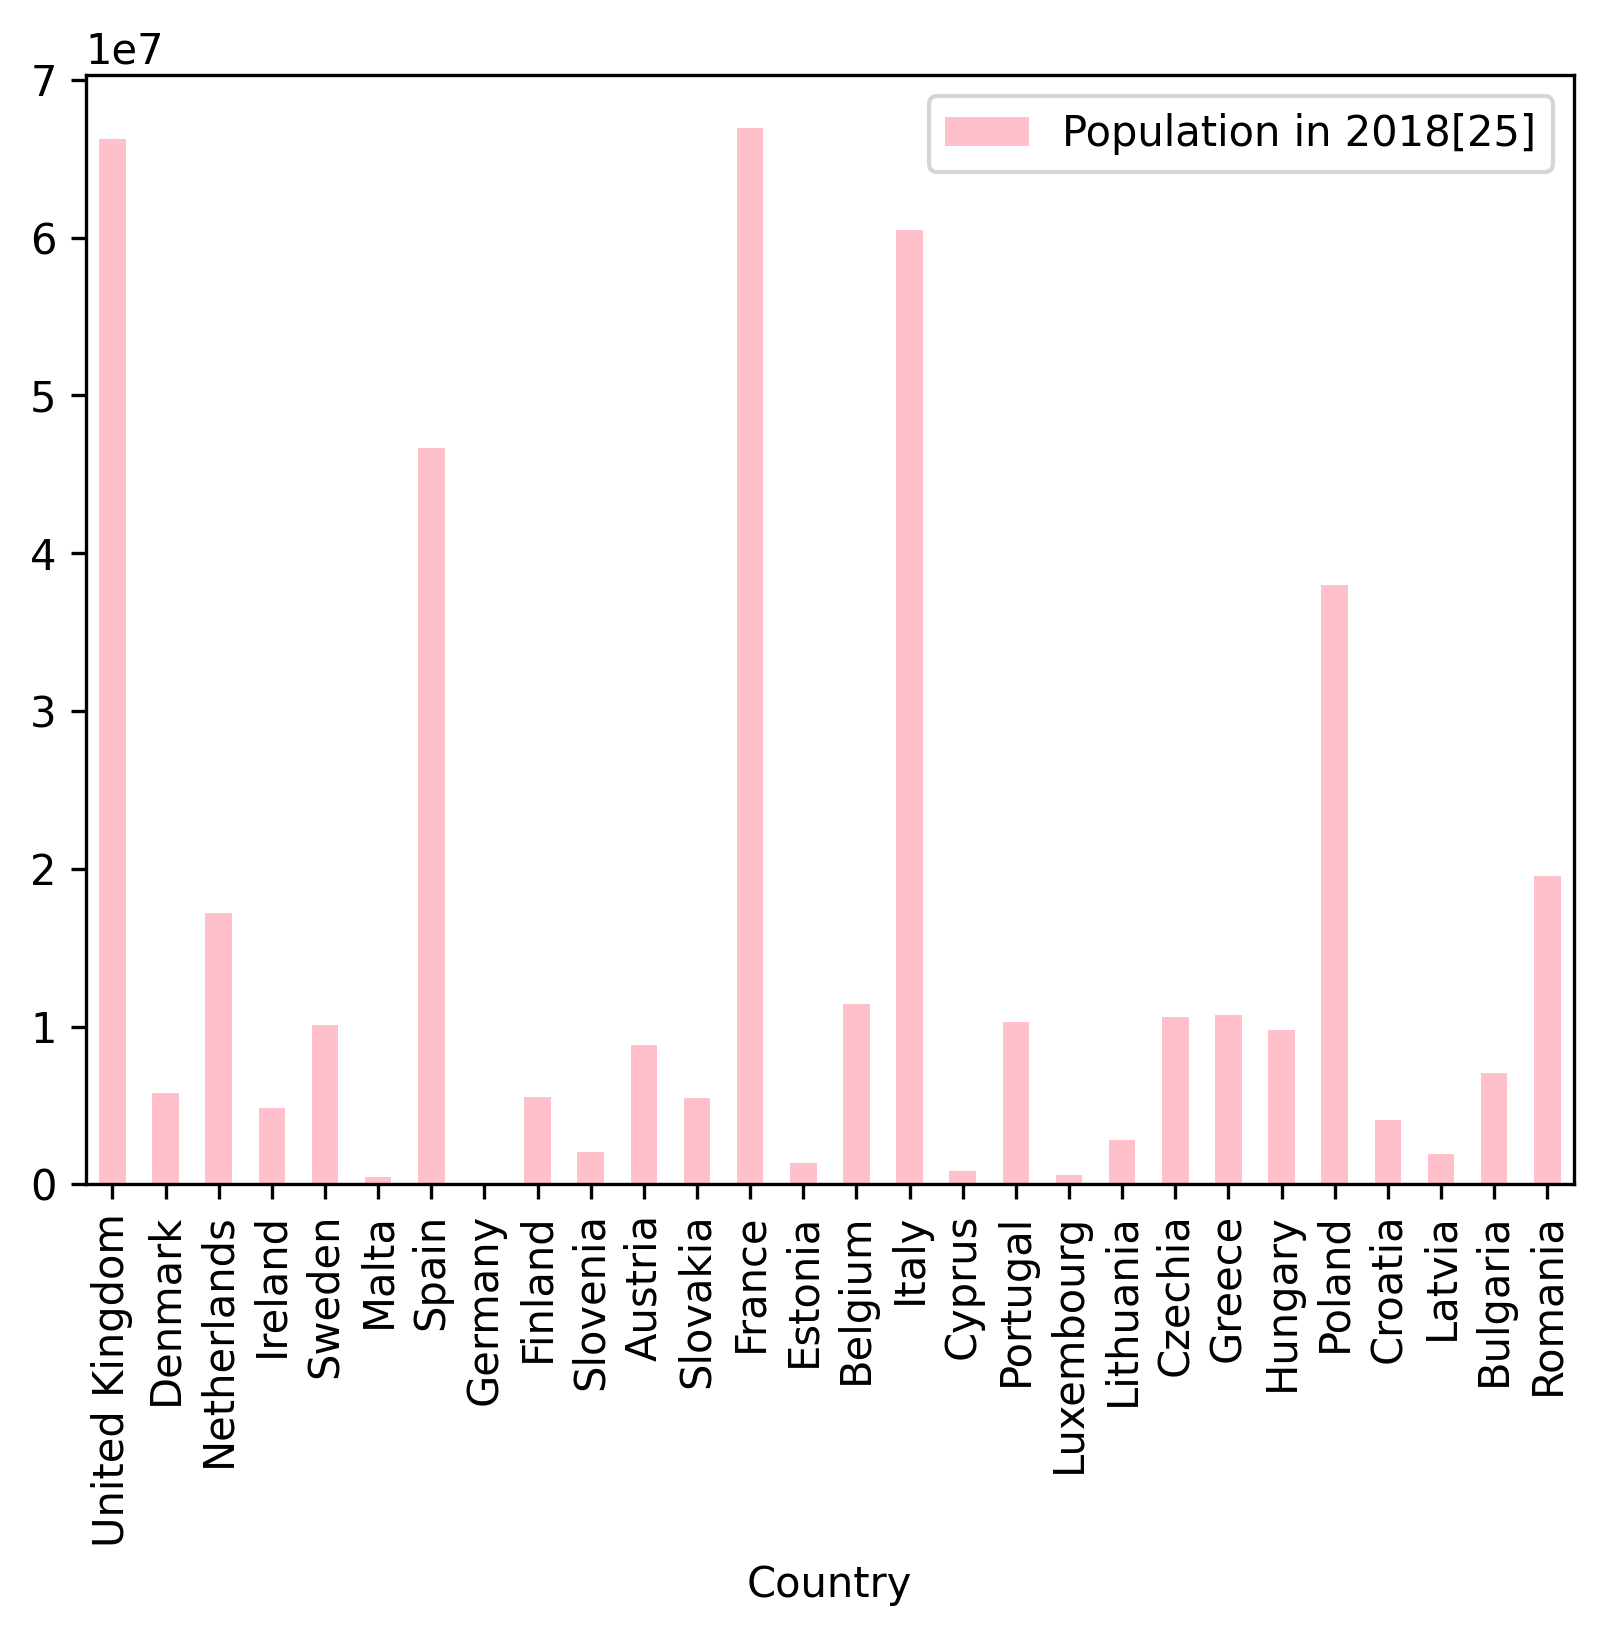 1e7
7
6
5
4
3
2
1
0
Population in 2018[25]
United Kingdom
Denmark
Netherlands
Ireland
Sweden
Malta
Spain
Germany
Finland
Slovenia
Austria
Slovakia
France
Estonia
Belgium
Italy
Cyprus
Portugal
Luxembourg
Lithuania
Czechia
Greece
Hungary
Poland
Croatia
Latvia
Bulgaria
Romania
Country